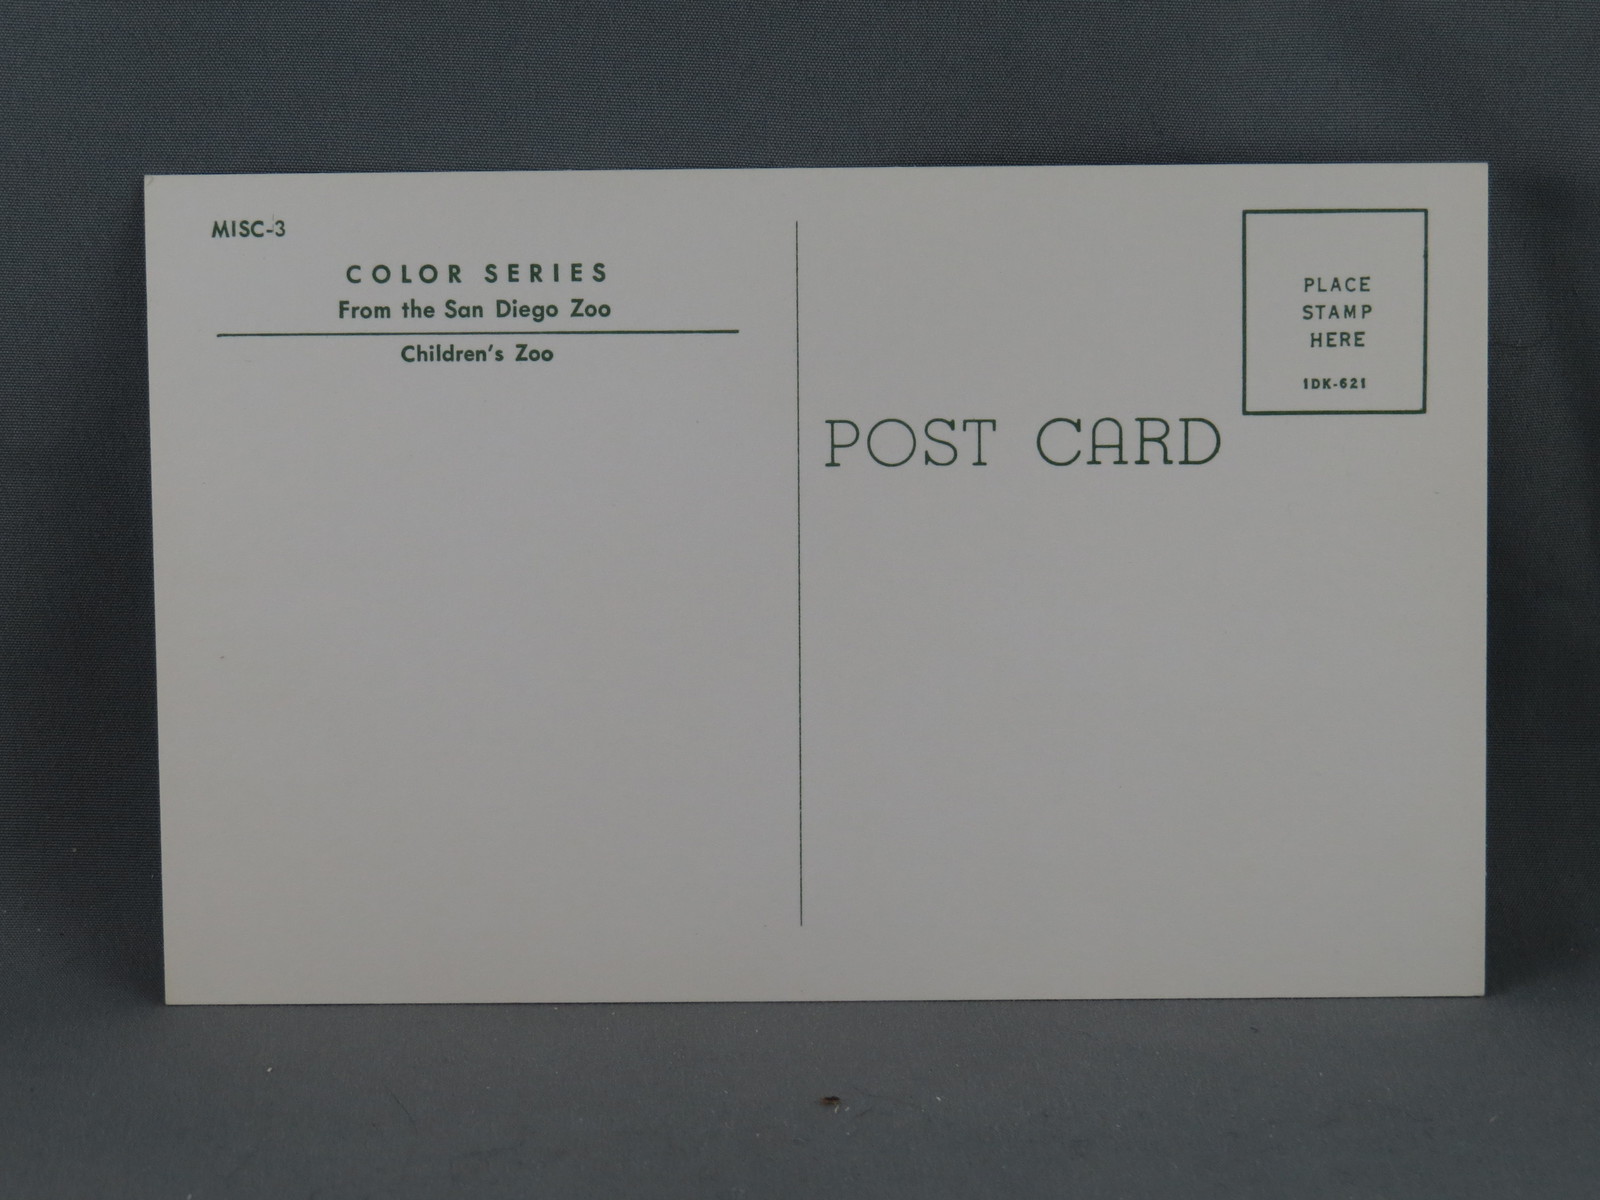 MISC-3
COLOR SERIES
From the San Diego Zoo
Children's Zoo
PLACE
STAMP
HERE
1DK-621
POST CARD